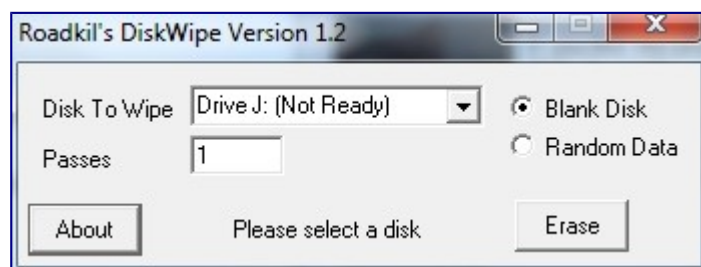 Roadkil's DiskWipe Version 1.2
Disk To Wipe Drive J: (Not Ready) Blank Disk
Passes 1 Random Data
About Please select a disk Erase